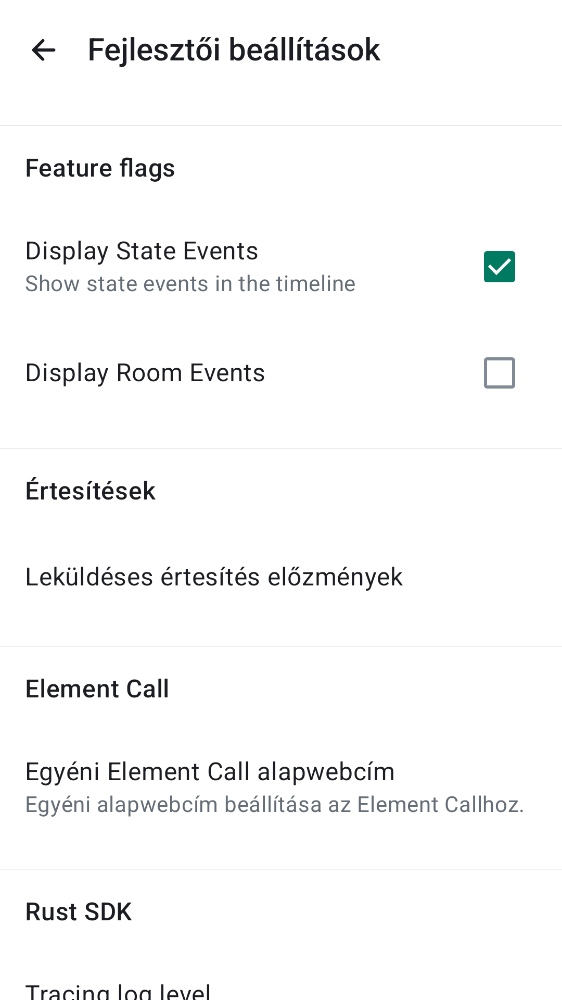 Fejlesztői beállítások
Feature flags
Display State Events
Show state events in the timeline
Display Room Events
Értesítések
Leküldéses értesítés előzmények
Element Call
Egyéni Element Call alapwebcím
Egyéni alapwebcím beállítása az Element Callhoz.
Rust SDK
Tracing log level